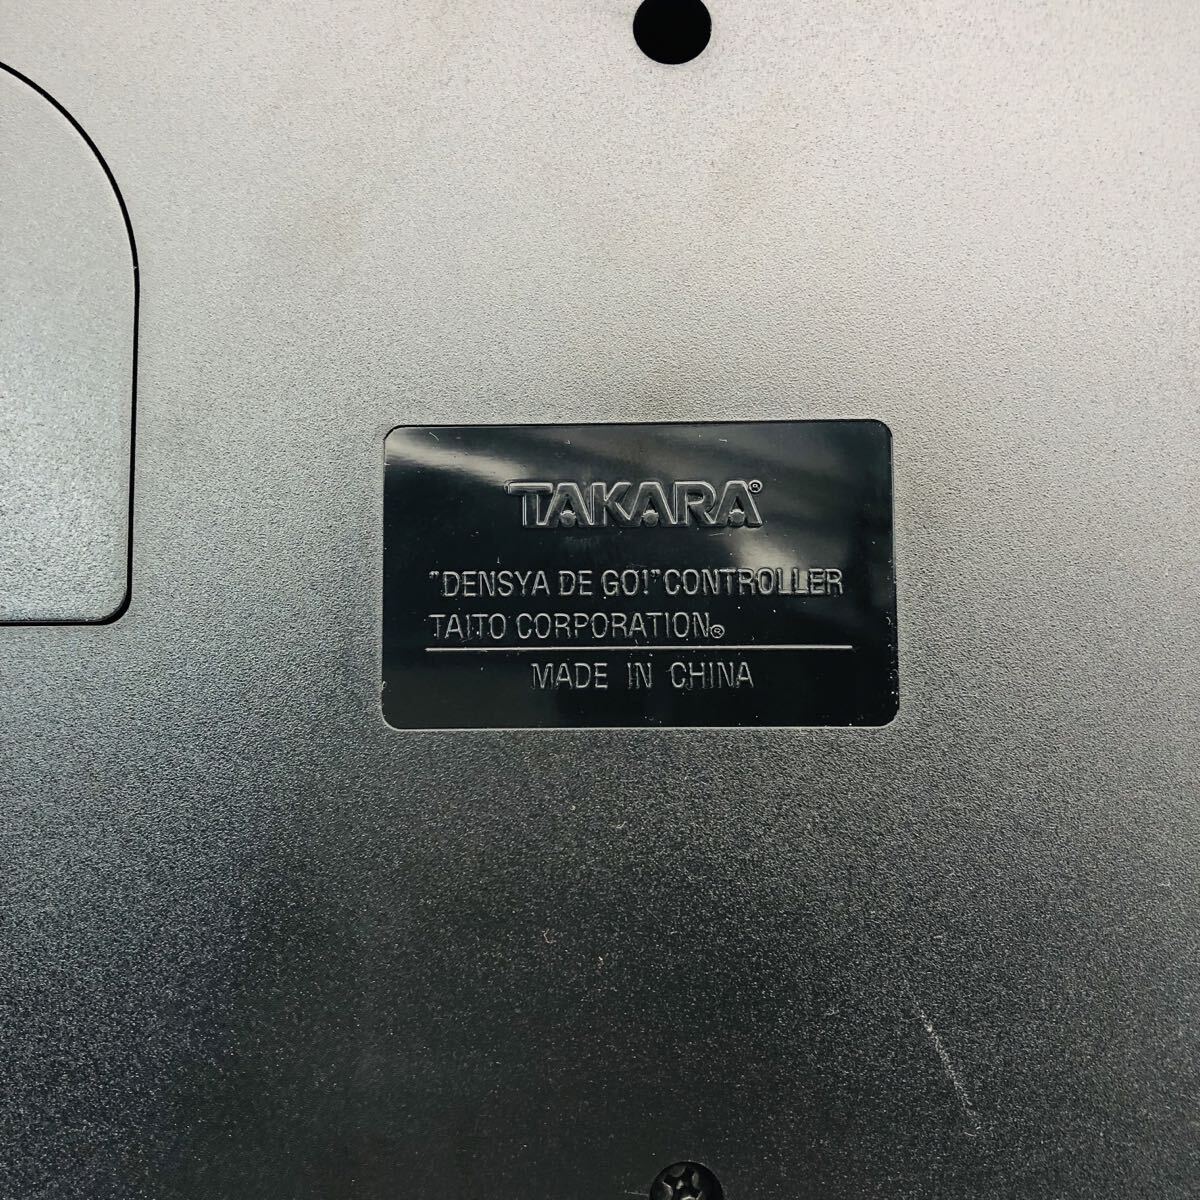 TAKARA®
"DENSYA DE GO!" CONTROLLER
TAITO CORPORATION®
MADE IN CHINA